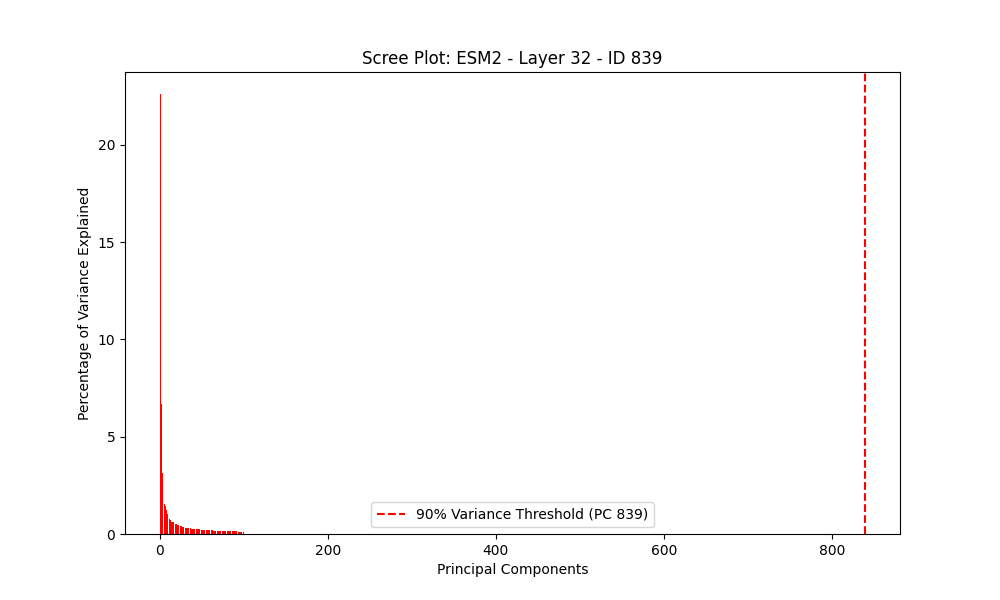 Scree Plot: ESM2 - Layer 32 - ID 839
Percentage of Variance Explained
20
15
10
5
0
90% Variance Threshold (PC 839)
0 200 400 600 800
Principal Components